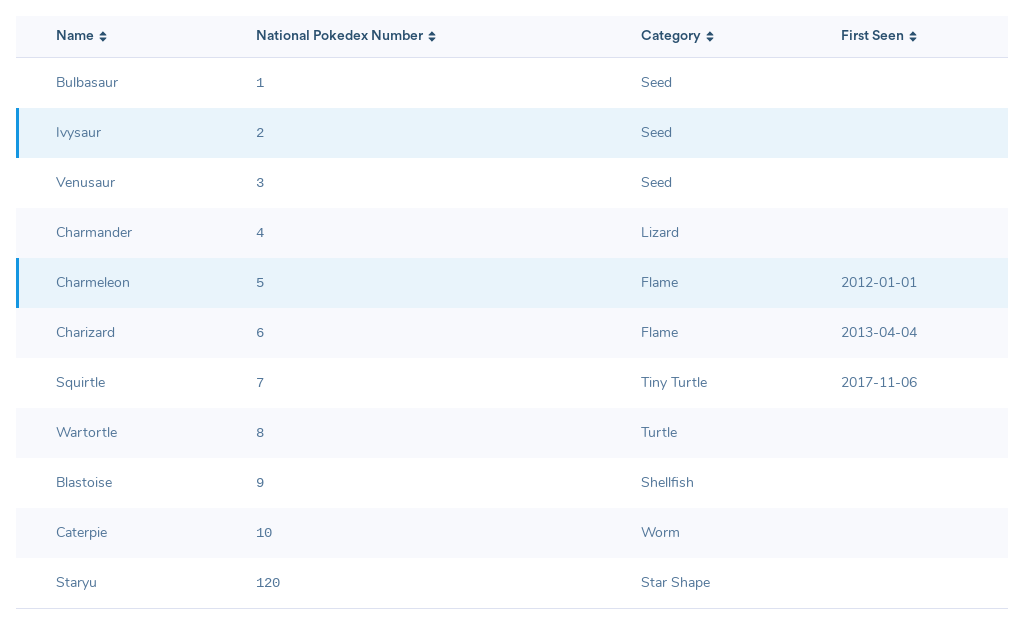 Name National Pokedex Number Category First Seen
Bulbasaur 1 Seed
Ivysaur 2 Seed
Venusaur 3 Seed
Charmander 4 Lizard
Charmeleon 5 Flame 2012-01-01
Charizard 6 Flame 2013-04-04
Squirtle 7 Tiny Turtle 2017-11-06
Wartortle 8 Turtle
Blastoise 9 Shellfish
Caterpie 10 Worm
Staryu 120 Star Shape